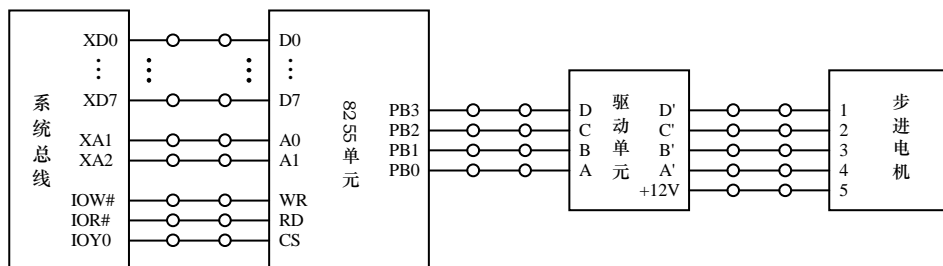 系统总线
XD0
⋯
XD7
XA1
XA2
IOW#
IOR#
IOY0
⋮
⋮
D0
⋯
D7
A0
A1
WR
RD
CS
8255单元
PB3
PB2
PB1
PB0
D
C
B
A
驱动单元
D'
C'
B'
A'
+12V
1
2
3
4
5
步进电机